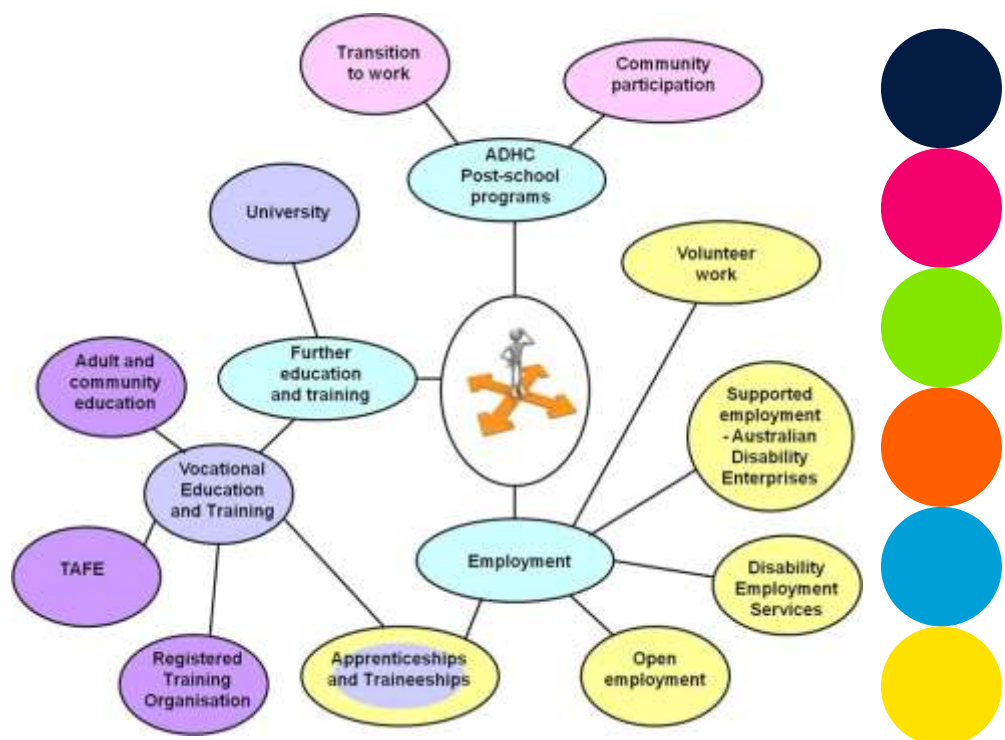 Transition
to work
Community
participation
ADHC
Post-school
programs
University
Volunteer
work
Adult and
community
education
Further
education
and training
Supported
employment
- Australian
Disability
Enterprises
Vocational
Education
and Training
TAFE
Employment
Disability
Employment
Services
Registered
Training
Organisation
Apprenticeships
and Traineeships
Open
employment